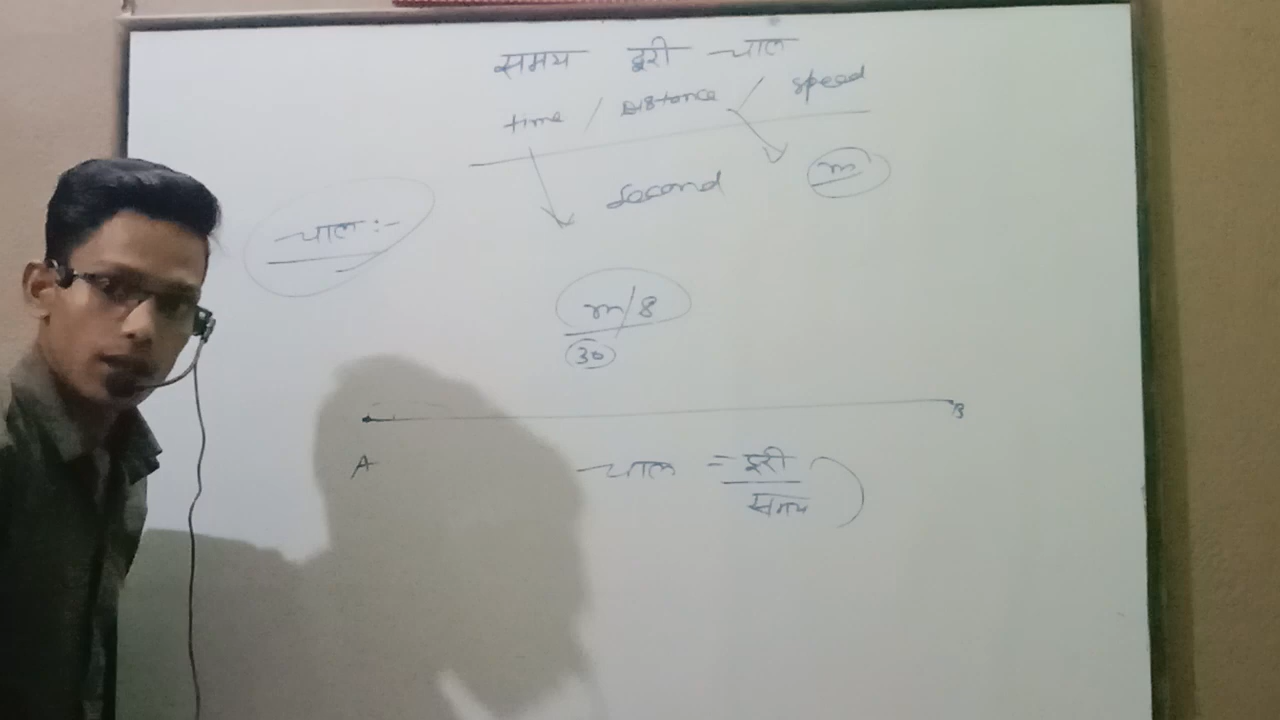 समय दूरी चाल
time / Distance / speed
second m
चाल :-
m/s
30
A B
चाल = दूरी
समय